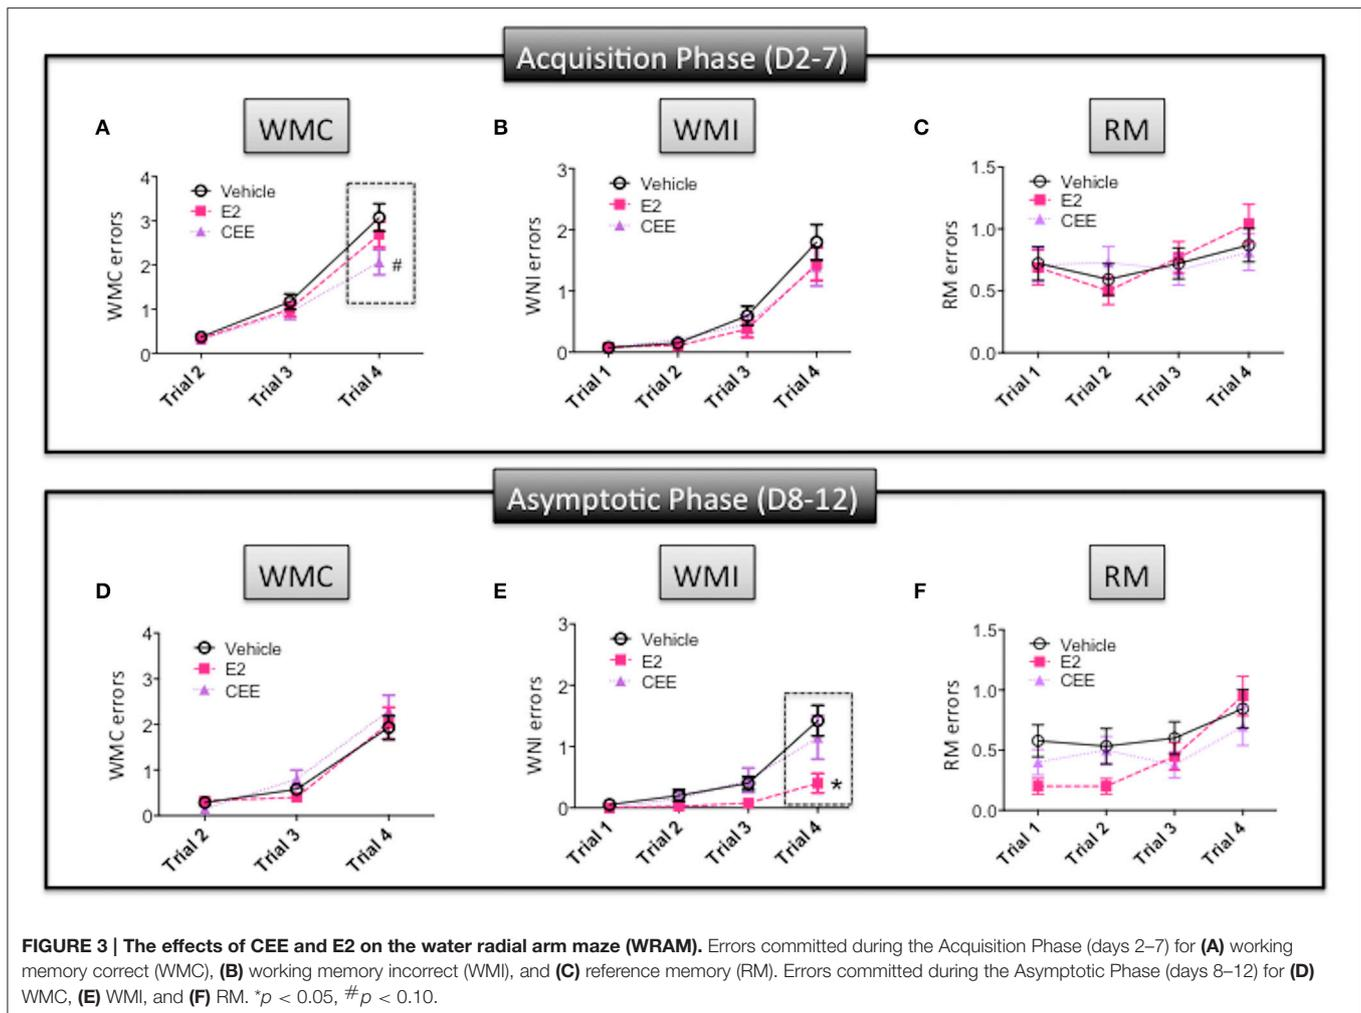 Acquisition Phase (D2-7)
A
WMC
WMC errors
4
3
2
1
0
Vehicle
E2
CEE
#
Trial 2
Trial 3
Trial 4
B
WMI
WNI errors
3
2
1
0
Vehicle
E2
CEE
Trial 1
Trial 2
Trial 3
Trial 4
C
RM
RM errors
1.5
1.0
0.5
0.0
Vehicle
E2
CEE
Trial 1
Trial 2
Trial 3
Trial 4
Asymptotic Phase (D8-12)
D
WMC
WMC errors
4
3
2
1
0
Vehicle
E2
CEE
Trial 2
Trial 3
Trial 4
E
WMI
WNI errors
3
2
1
0
Vehicle
E2
CEE
*
Trial 1
Trial 2
Trial 3
Trial 4
F
RM
RM errors
1.5
1.0
0.5
0.0
Vehicle
E2
CEE
Trial 1
Trial 2
Trial 3
Trial 4
FIGURE 3 | The effects of CEE and E2 on the water radial arm maze (WRAM). Errors committed during the Acquisition Phase (days 2–7) for (A) working
memory correct (WMC), (B) working memory incorrect (WMI), and (C) reference memory (RM). Errors committed during the Asymptotic Phase (days 8–12) for (D)
WMC, (E) WMI, and (F) RM. *p < 0.05, #p < 0.10.